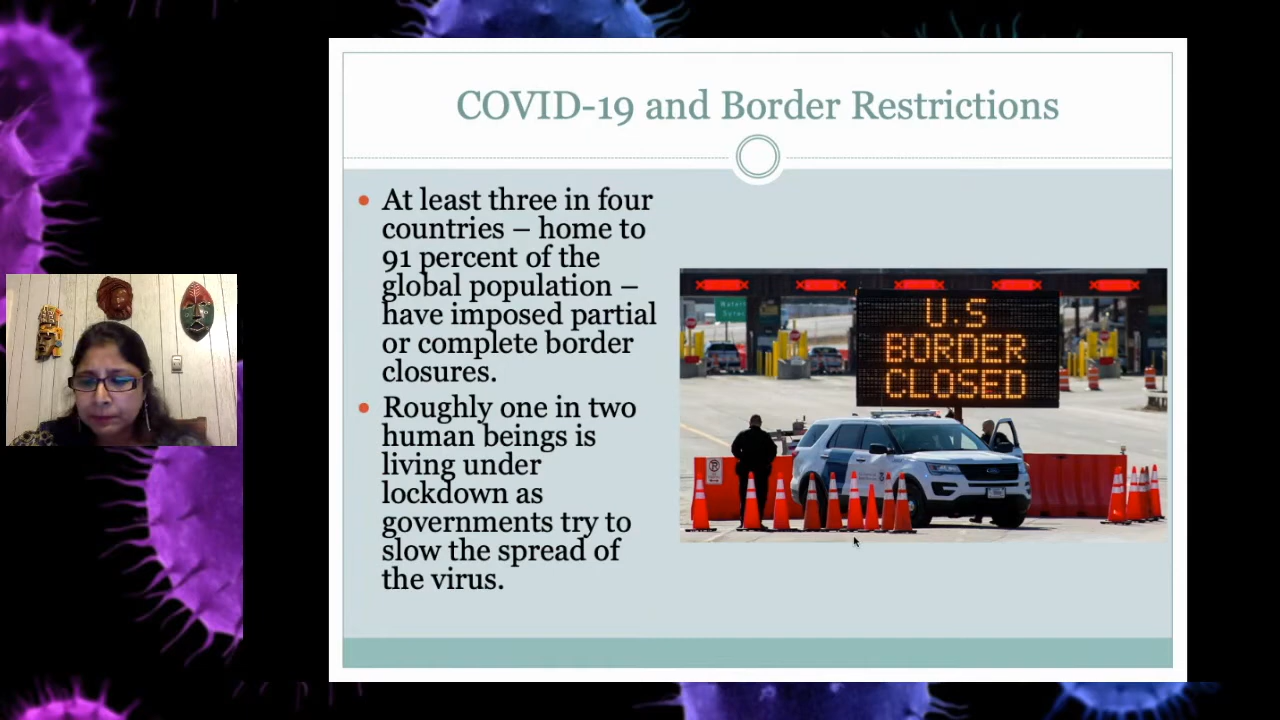 COVID-19 and Border Restrictions
At least three in four
countries – home to
91 percent of the
global population –
have imposed partial
or complete border
closures.
Roughly one in two
human beings is
living under
lockdown as
governments try to
slow the spread of
the virus.
U.S
BORDER
CLOSED